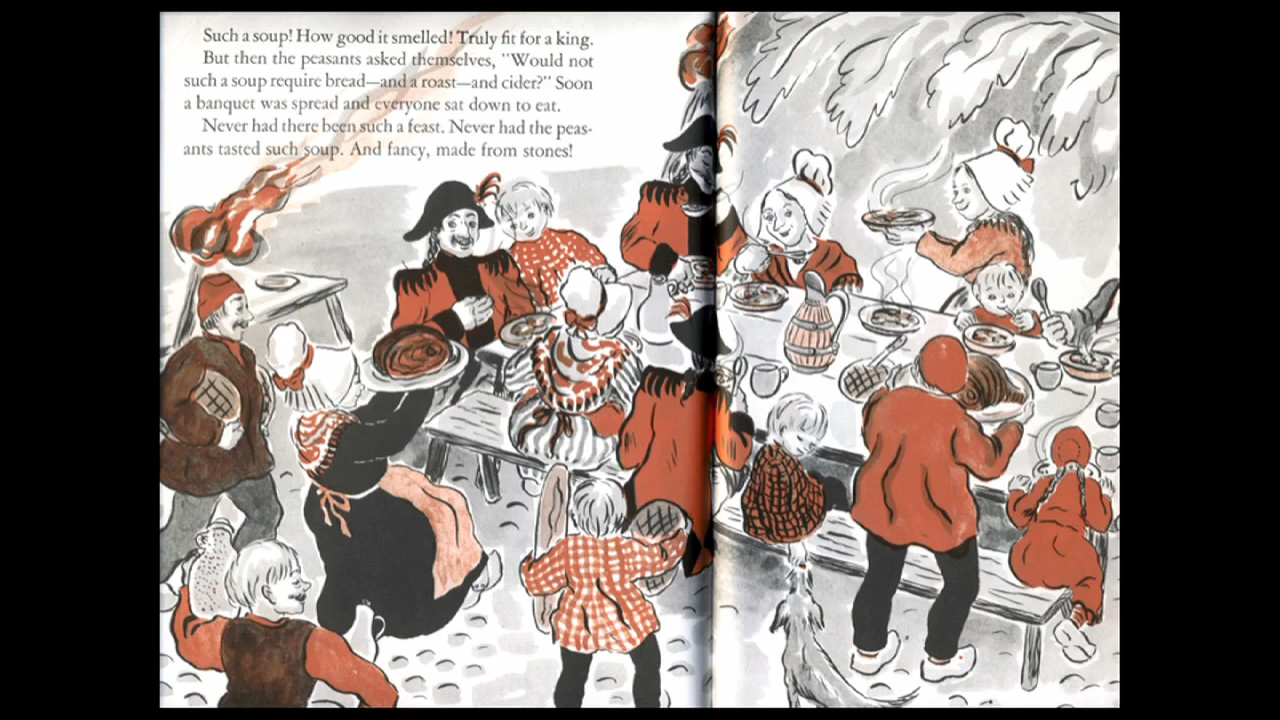 Such a soup! How good it smelled! Truly fit for a king.
But then the peasants asked themselves, "Would not
such a soup require bread—and a roast—and cider?" Soon
a banquet was spread and everyone sat down to eat.
Never had there been such a feast. Never had the peas-
ants tasted such soup. And fancy, made from stones!